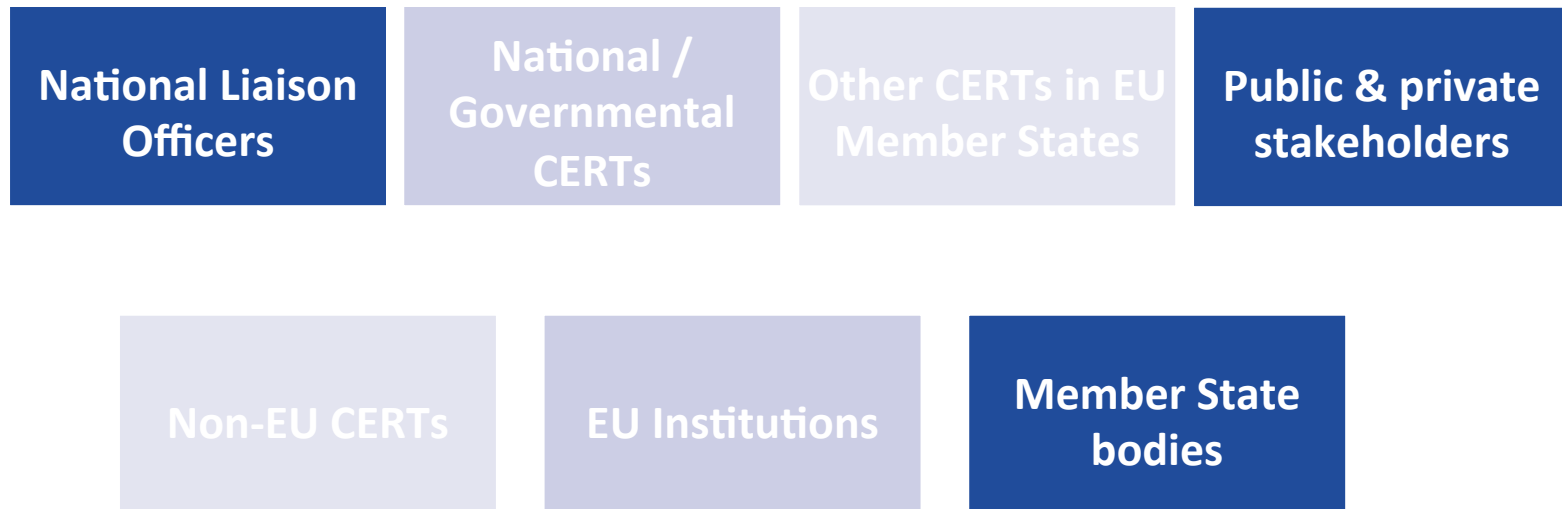 National Liaison
Officers
National /
Governmental
CERTs
Other CERTs in EU
Member States
Public & private
stakeholders
Non-EU CERTs
EU Institutions
Member State
bodies